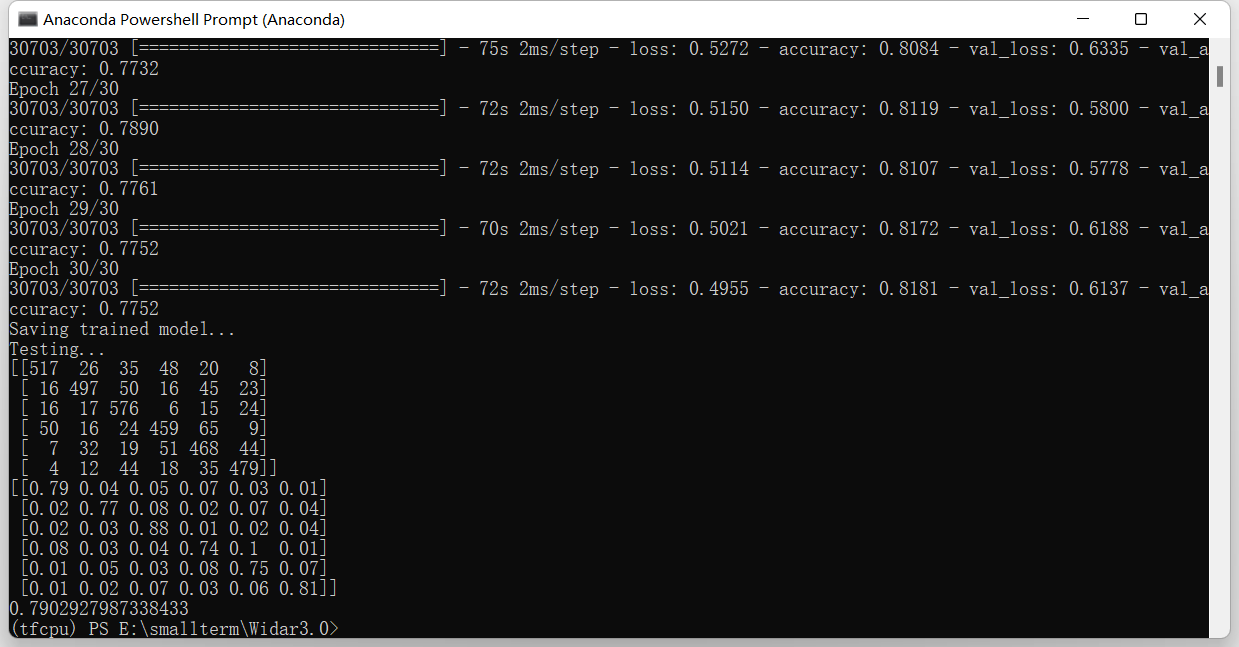 Anaconda Powershell Prompt (Anaconda)
30703/30703 [==============================] - 75s 2ms/step - loss: 0.5272 - accuracy: 0.8084 - val_loss: 0.6335 - val_a
ccuracy: 0.7732
Epoch 27/30
30703/30703 [==============================] - 72s 2ms/step - loss: 0.5150 - accuracy: 0.8119 - val_loss: 0.5800 - val_a
ccuracy: 0.7890
Epoch 28/30
30703/30703 [==============================] - 72s 2ms/step - loss: 0.5114 - accuracy: 0.8107 - val_loss: 0.5778 - val_a
ccuracy: 0.7761
Epoch 29/30
30703/30703 [==============================] - 70s 2ms/step - loss: 0.5021 - accuracy: 0.8172 - val_loss: 0.6188 - val_a
ccuracy: 0.7752
Epoch 30/30
30703/30703 [==============================] - 72s 2ms/step - loss: 0.4955 - accuracy: 0.8181 - val_loss: 0.6137 - val_a
ccuracy: 0.7752
Saving trained model...
Testing...
[[517  26  35  48  20   8]
 [ 16 497  50  16  45  23]
 [ 16  17 576   6  15  24]
 [ 50  16  24 459  65   9]
 [  7  32  19  51 468  44]
 [  4  12  44  18  35 479]]
[[0.79 0.04 0.05 0.07 0.03 0.01]
 [0.02 0.77 0.08 0.02 0.07 0.04]
 [0.02 0.03 0.88 0.01 0.02 0.04]
 [0.08 0.03 0.04 0.74 0.1  0.01]
 [0.01 0.05 0.03 0.08 0.75 0.07]
 [0.01 0.02 0.07 0.03 0.06 0.81]]
0.7902927987338433
(tfcpu) PS E:\smallterm\Widar3.0>